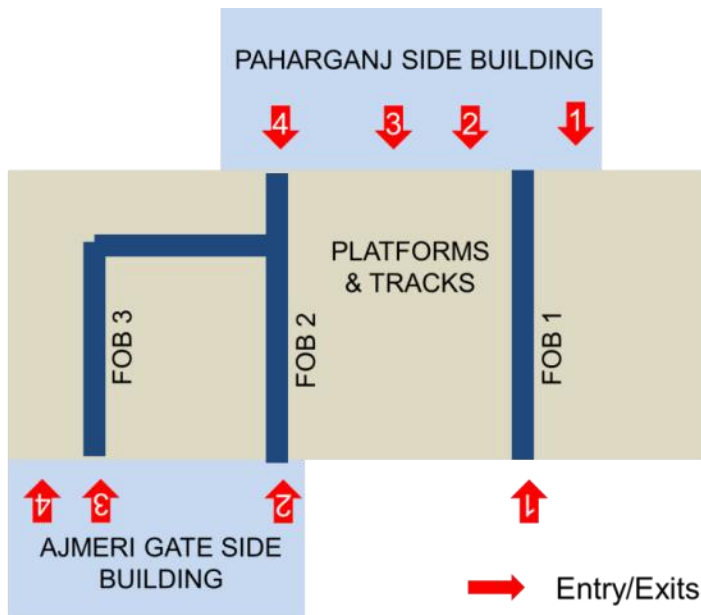 PAHARGANJ SIDE BUILDING
4 3 2 1
PLATFORMS
& TRACKS
FOB 3
FOB 2
FOB 1
4 3 2 1
AJMERI GATE SIDE
BUILDING
Entry/Exits